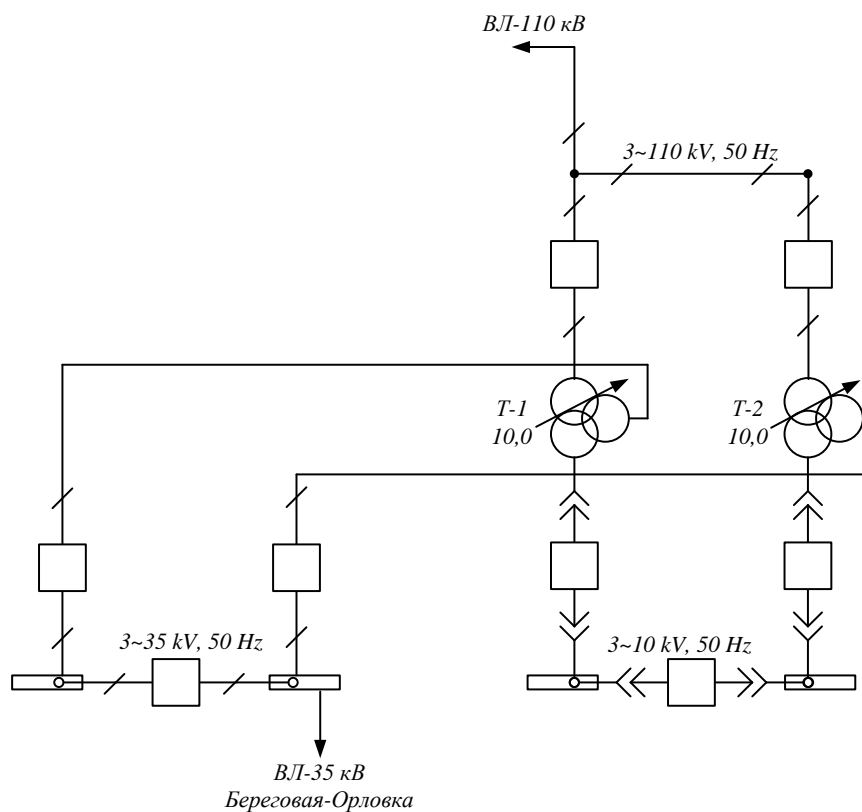 ВЛ-110 кВ
3~110 kV, 50 Hz
Т-1
10,0
Т-2
10,0
3~35 kV, 50 Hz
3~10 kV, 50 Hz
ВЛ-35 кВ
Береговая-Орловка